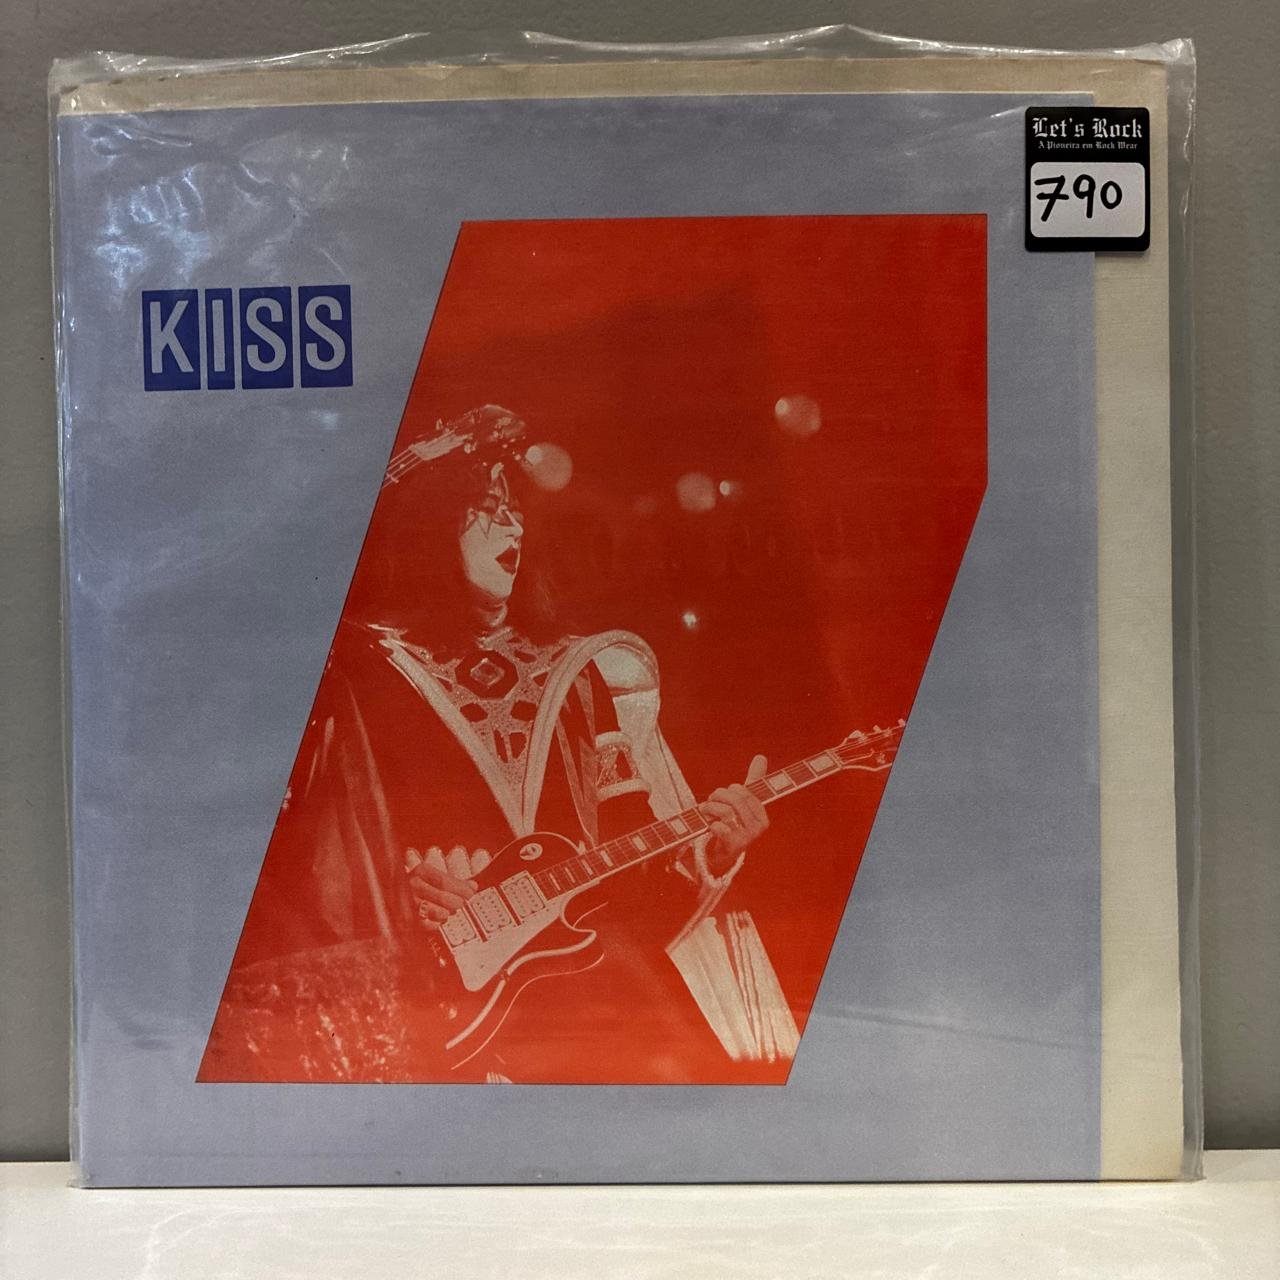 Let's Rock
A Pioneira em Rock Wear
790
KISS